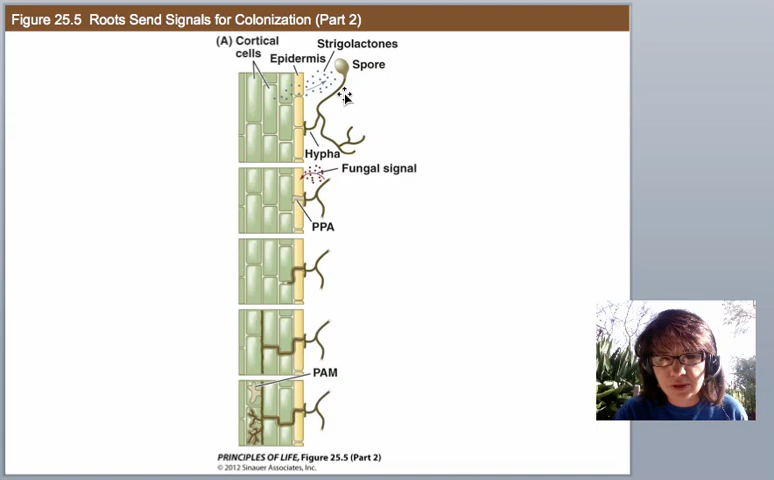 Figure 25.5 Roots Send Signals for Colonization (Part 2)
(A) Cortical
cells
Epidermis
Strigolactones
Spore
Hypha
Fungal signal
PPA
PAM
PRINCIPLES OF LIFE, Figure 25.5 (Part 2)
© 2012 Sinauer Associates, Inc.